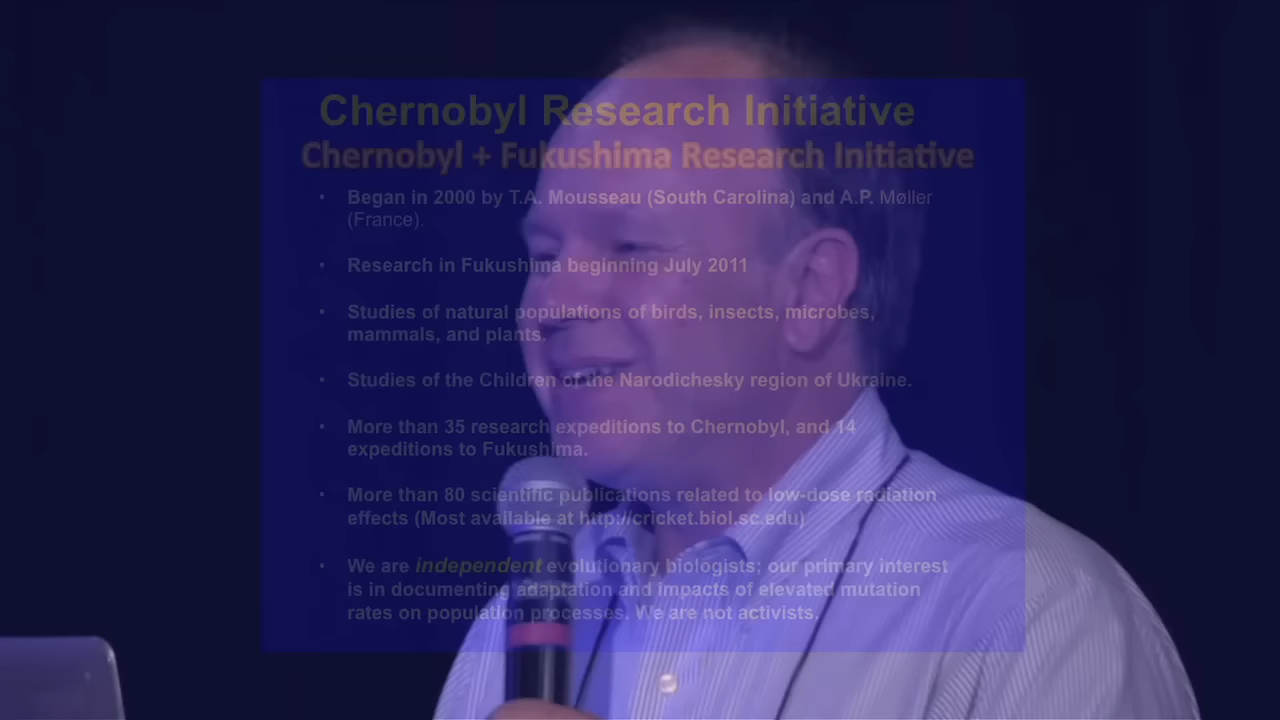 Chernobyl Research Initiative
Chernobyl + Fukushima Research Initiative
• Began in 2000 by T.A. Mousseau (South Carolina) and A.P. Møller
(France).
• Research in Fukushima beginning July 2011
• Studies of natural populations of birds, insects, microbes,
mammals, and plants.
• Studies of the Children of the Narodichesky region of Ukraine.
• More than 35 research expeditions to Chernobyl, and 14
expeditions to Fukushima.
• More than 80 scientific publications related to low-dose radiation
effects (Most available at http://cricket.biol.sc.edu)
• We are independent evolutionary biologists; our primary interest
is in documenting adaptation and impacts of elevated mutation
rates on population processes. We are not activists.